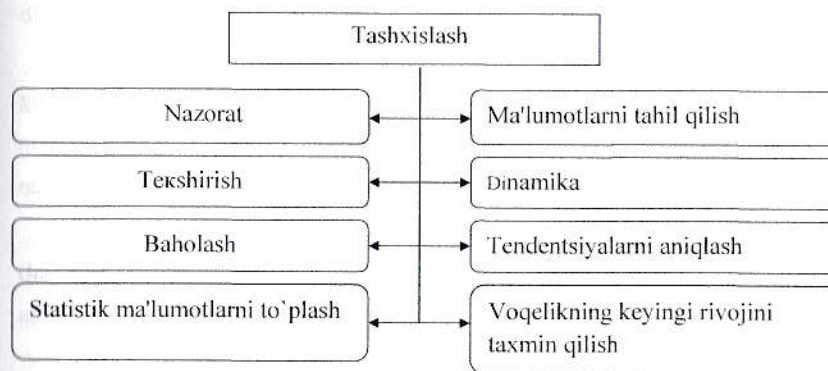 Tashxislash
Nazorat
Ma'lumotlarni tahil qilish
Teкshirish
Dinamika
Baholash
Tendentsiyalarni aniqlash
Statistik ma'lumotlarni to`plash
Voqelikning keyingi rivojini
taxmin qilish